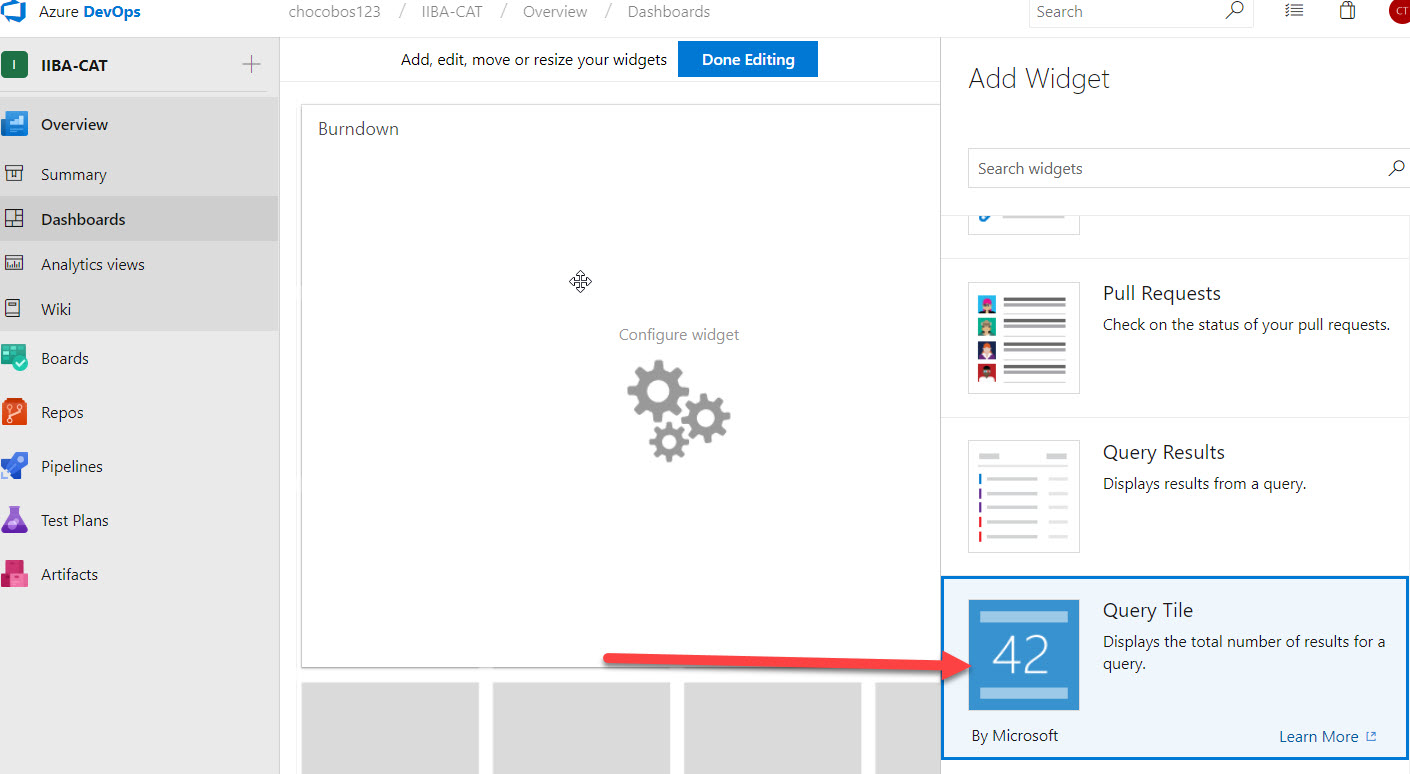 Azure DevOps
chocobos123 / IIBA-CAT / Overview / Dashboards
Search
CT
I IIBA-CAT
Overview
Summary
Dashboards
Analytics views
Wiki
Boards
Repos
Pipelines
Test Plans
Artifacts
Add, edit, move or resize your widgets Done Editing
Burndown
Configure widget
Add Widget
Search widgets
Pull Requests
Check on the status of your pull requests.
Query Results
Displays results from a query.
42
Query Tile
Displays the total number of results for a
query.
By Microsoft
Learn More